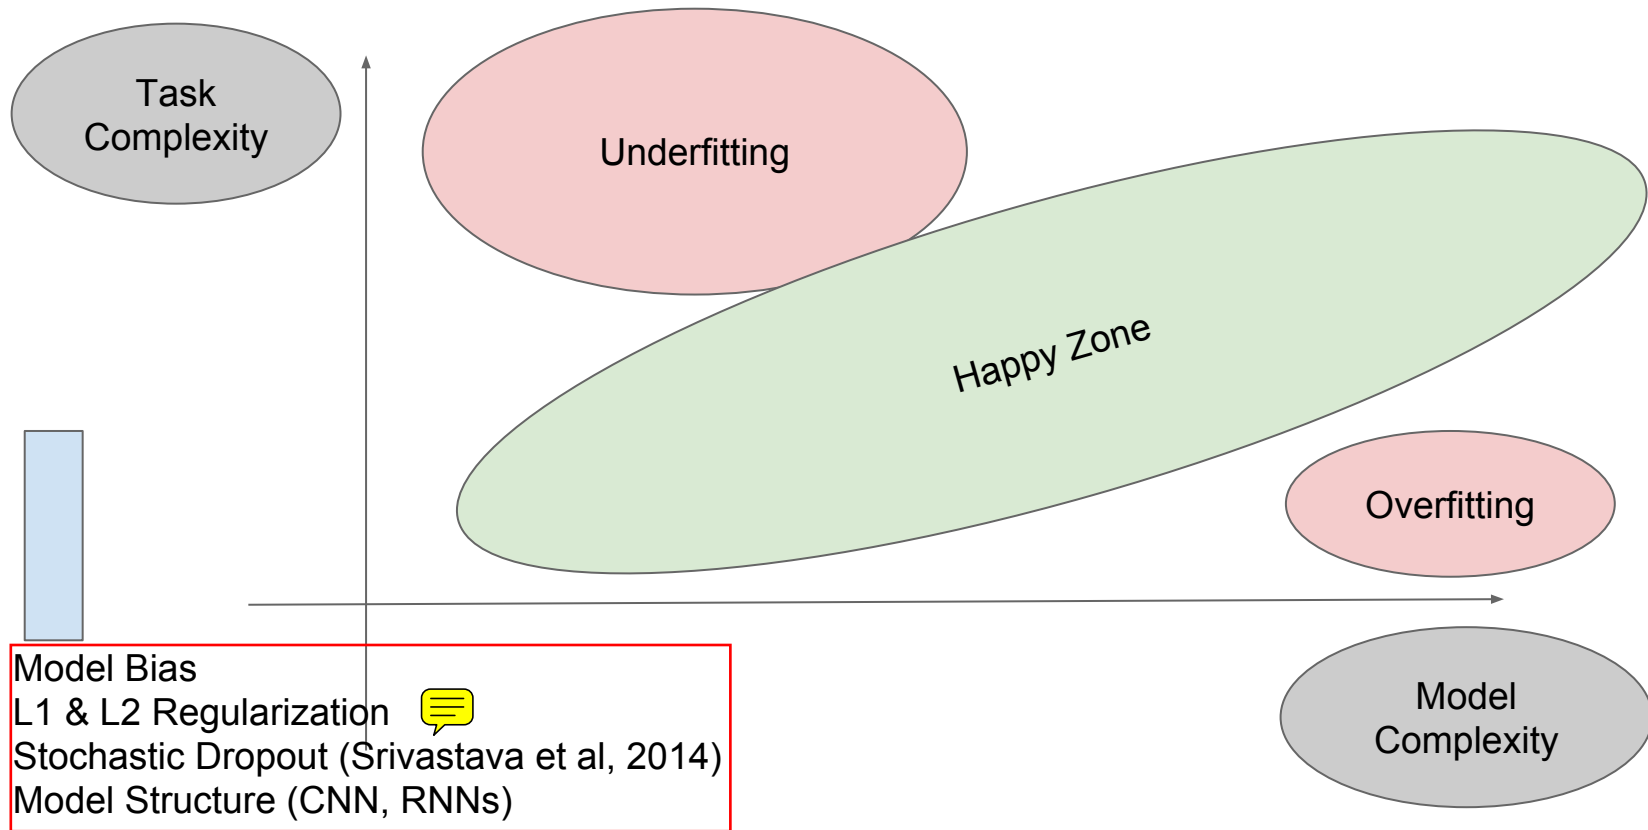 Task
Complexity
Underfitting
Happy Zone
Overfitting
Model Bias
L1 & L2 Regularization
Stochastic Dropout (Srivastava et al, 2014)
Model Structure (CNN, RNNs)
Model
Complexity